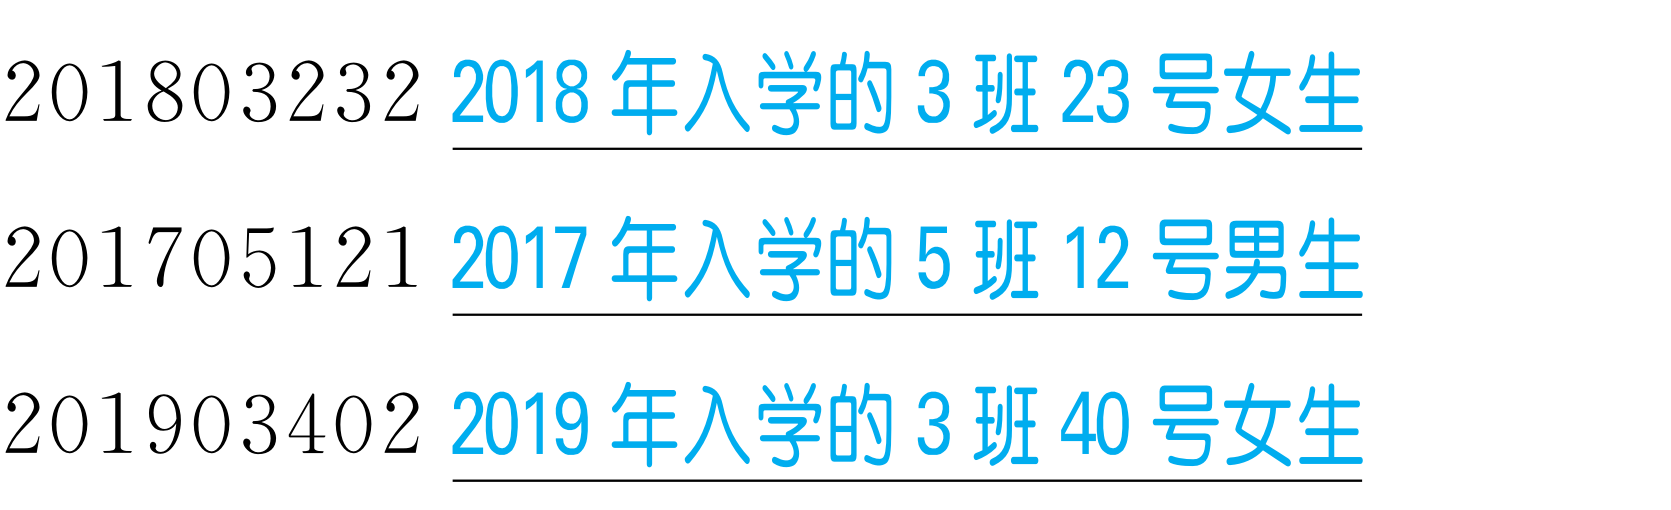 201803232 2018 年入学的 3 班 23 号女生
201705121 2017 年入学的 5 班 12 号男生
201903402 2019 年入学的 3 班 40 号女生